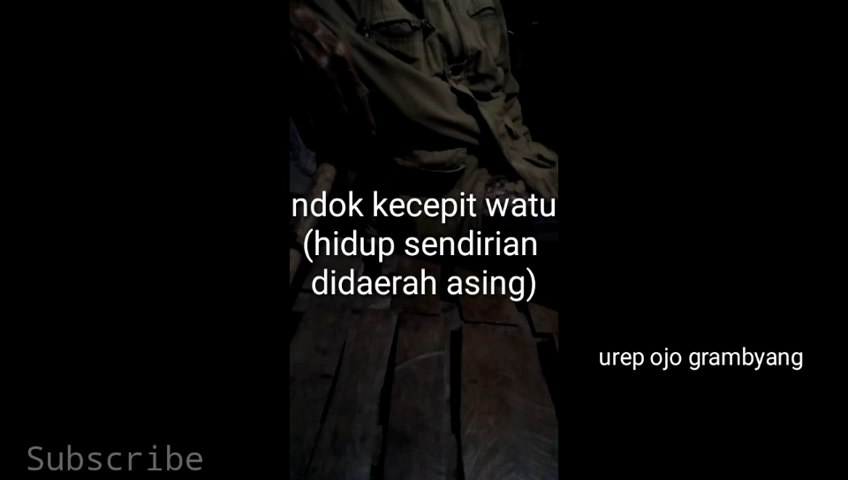 ndok kecepit watu
(hidup sendirian
didaerah asing)
urep ojo grambyang
Subscribe